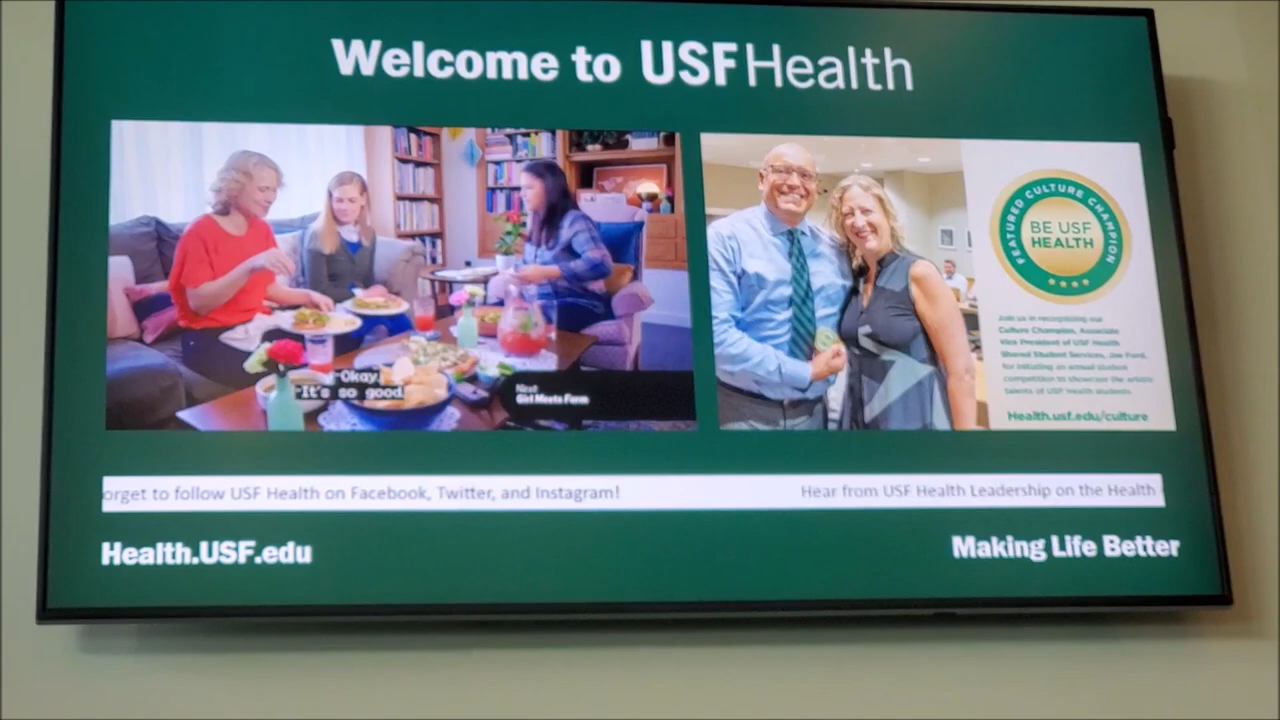 Welcome to USF Health
-Okay.
-It's so good.
Next
Girl Meets Farm
FEATURED CULTURE CHAMPION
BE USF
HEALTH
Join us in recognizing our
Culture Champion, Associate
Vice President of USF Health
Shared Student Services, Joe Ford,
for initiating an annual student
competition to showcase the artistic
talents of USF Health students
Health.usf.edu/culture
orget to follow USF Health on Facebook, Twitter, and Instagram!
Hear from USF Health Leadership on the Health
Health.USF.edu
Making Life Better